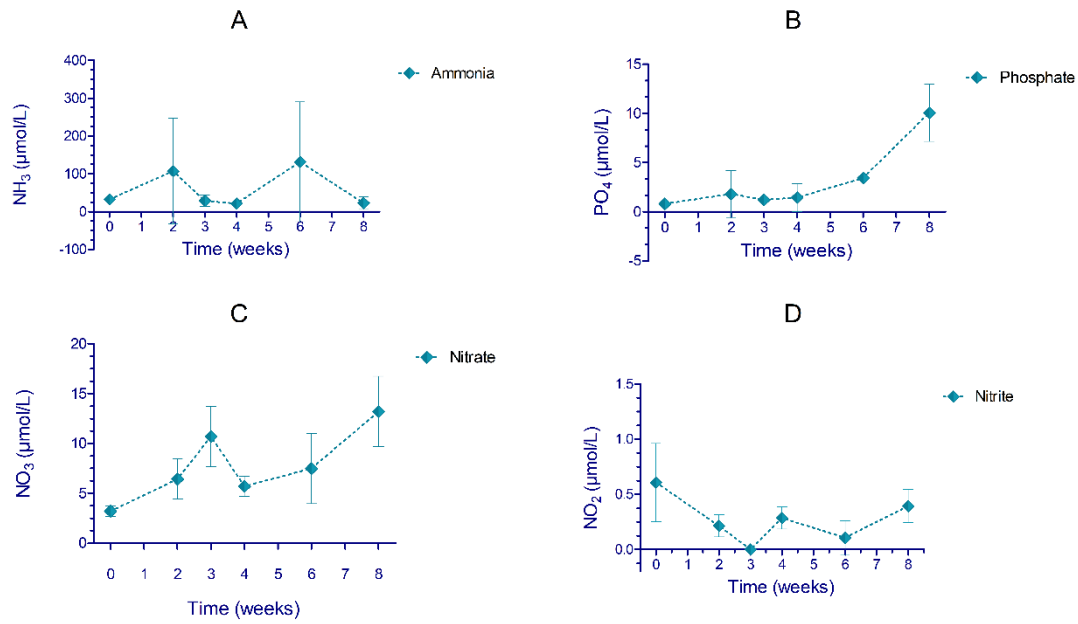 A
400
300
200
100
0
-100
NH3 (µmol/L)
0 1 2 3 4 5 6 7 8
Time (weeks)
Ammonia
B
15
10
5
0
-5
PO4 (µmol/L)
0 1 2 3 4 5 6 7 8
Time (weeks)
Phosphate
C
20
15
10
5
0
NO3 (µmol/L)
0 1 2 3 4 5 6 7 8
Time (weeks)
Nitrate
D
1.5
1.0
0.5
0.0
NO2 (µmol/L)
0 1 2 3 4 5 6 7 8
Time (weeks)
Nitrite